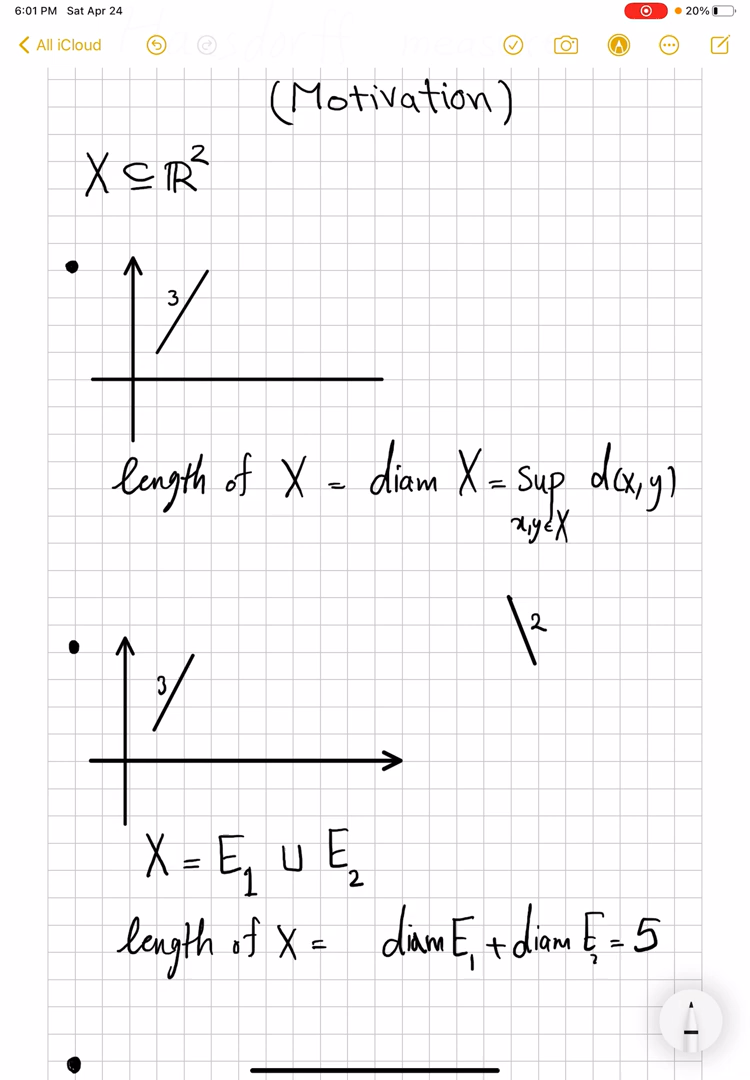 6:01 PM Sat Apr 24
20%
All iCloud
(Motivation)
X ⊆ ℝ²
3
length of X = diam X = sup d(x,y)
x,y∈X
2
3
X = E₁ ∪ E₂
length of X = diam E₁ + diam E₂ = 5